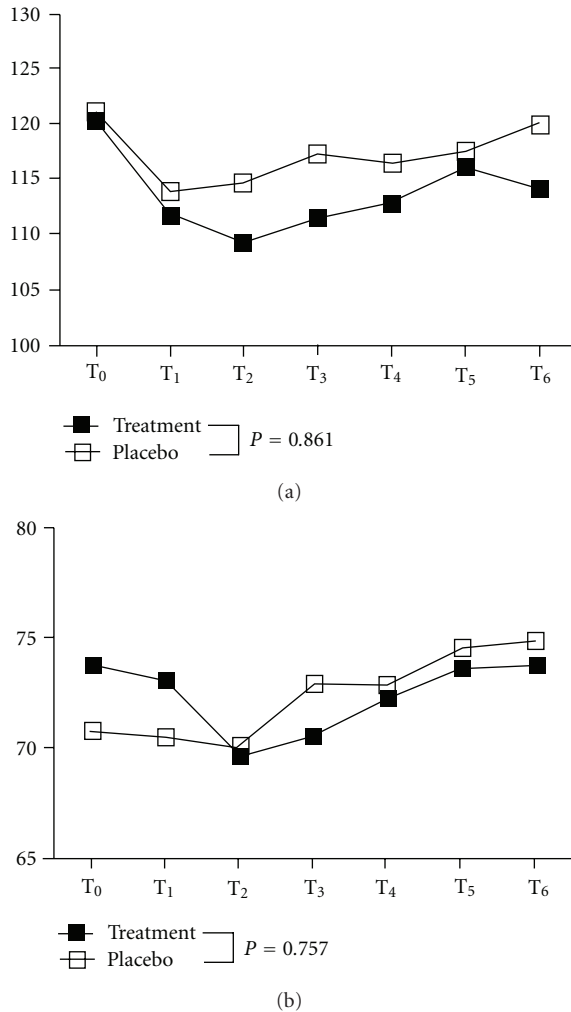 130
120
115
110
105
100
T0 T1 T2 T3 T4 T5 T6
Treatment
Placebo
P = 0.861
(a)
80
75
70
65
T0 T1 T2 T3 T4 T5 T6
Treatment
Placebo
P = 0.757
(b)